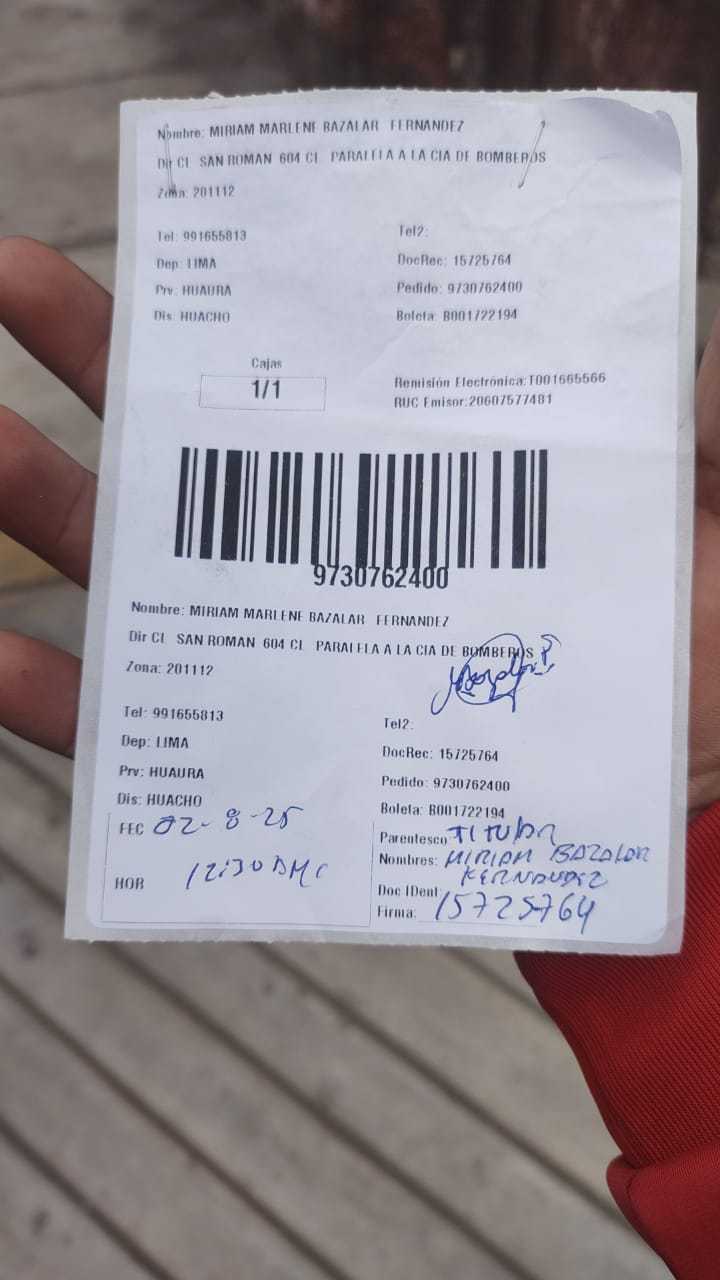 Nombre: MIRIAM MARLENE BAZALAR FERNANDEZ
Dir CL SAN ROMAN 604 CL PARALELA A LA CIA DE BOMBEROS
Zona: 201112
Tel: 991655813 Tel2:
Dep: LIMA DocRec: 15725764
Prv: HUAURA Pedido: 9730762400
Dis: HUACHO Boleta: B001722194
Cajas
1/1 Remisión Electrónica:T001665566
RUC Emisor:20607577481
9730762400
Nombre: MIRIAM MARLENE BAZALAR FERNANDEZ
Dir CL SAN ROMAN 604 CL PARALELA A LA CIA DE BOMBEROS
Zona: 201112
Tel: 991655813 Tel2:
Dep: LIMA DocRec: 15725764
Prv: HUAURA Pedido: 9730762400
Dis: HUACHO Boleta: B001722194
FEC 02-8-25 Parentesco TITULAR
Nombres: MIRIAM BAZALAR
FERNANDEZ
HOR 12:30 Doc IDent
Firma: 15725764